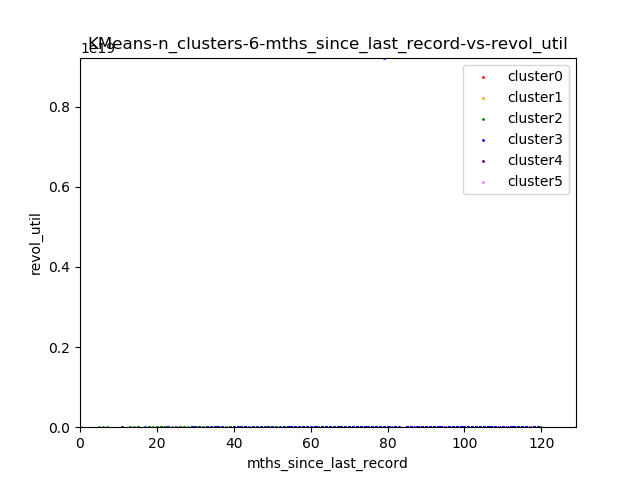 KMeans-n_clusters-6-mths_since_last_record-vs-revol_util
1e19
cluster0
cluster1
cluster2
cluster3
cluster4
cluster5
0.8
0.6
0.4
0.2
0.0
revol_util
0 20 40 60 80 100 120
mths_since_last_record